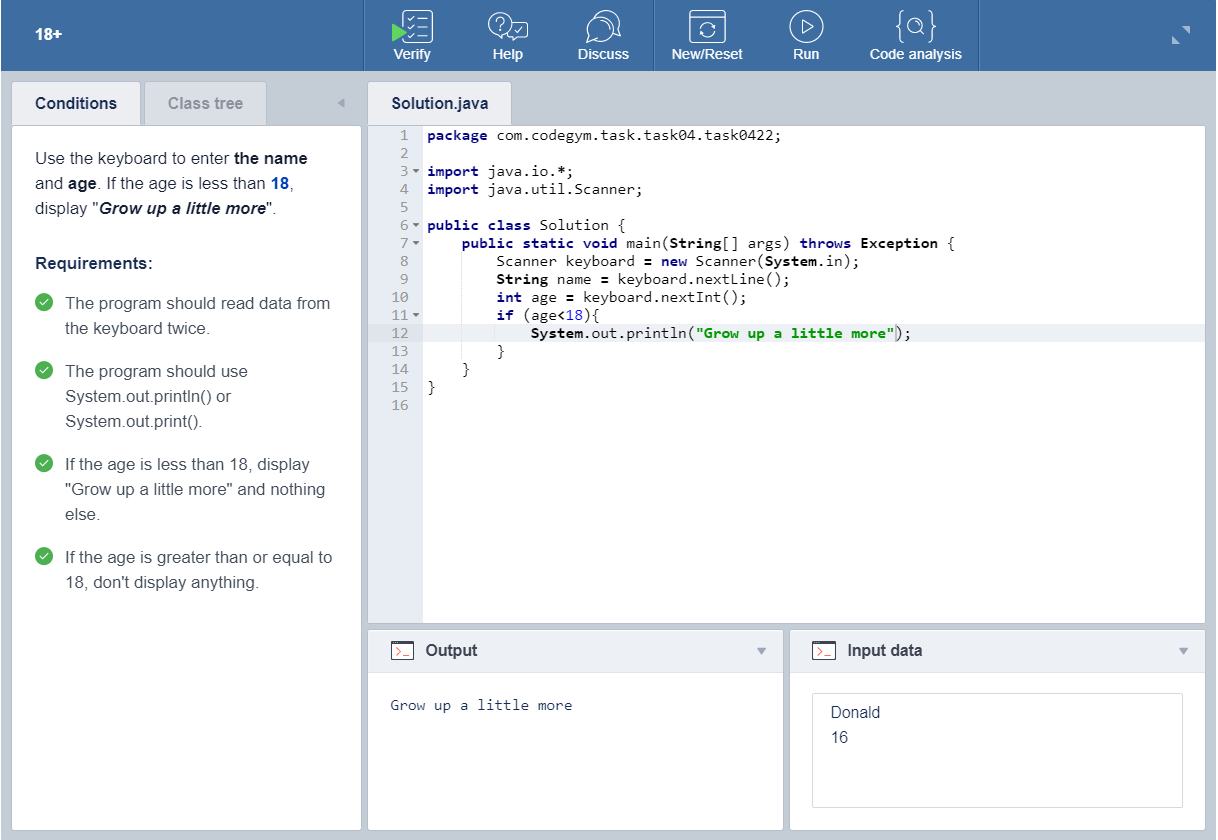 18+
Verify
Help
Discuss
New/Reset
Run
Code analysis
Conditions
Class tree
Use the keyboard to enter the name
and age. If the age is less than 18,
display "Grow up a little more".
Requirements:
The program should read data from
the keyboard twice.
The program should use
System.out.println() or
System.out.print().
If the age is less than 18, display
"Grow up a little more" and nothing
else.
If the age is greater than or equal to
18, don't display anything.
Solution.java
1 package com.codegym.task.task04.task0422;
2
3 import java.io.*;
4 import java.util.Scanner;
5
6 public class Solution {
7 public static void main(String[] args) throws Exception {
8 Scanner keyboard = new Scanner(System.in);
9 String name = keyboard.nextLine();
10 int age = keyboard.nextInt();
11 if (age<18){
12 System.out.println("Grow up a little more");
13 }
14 }
15 }
16
Output
Grow up a little more
Input data
Donald
16